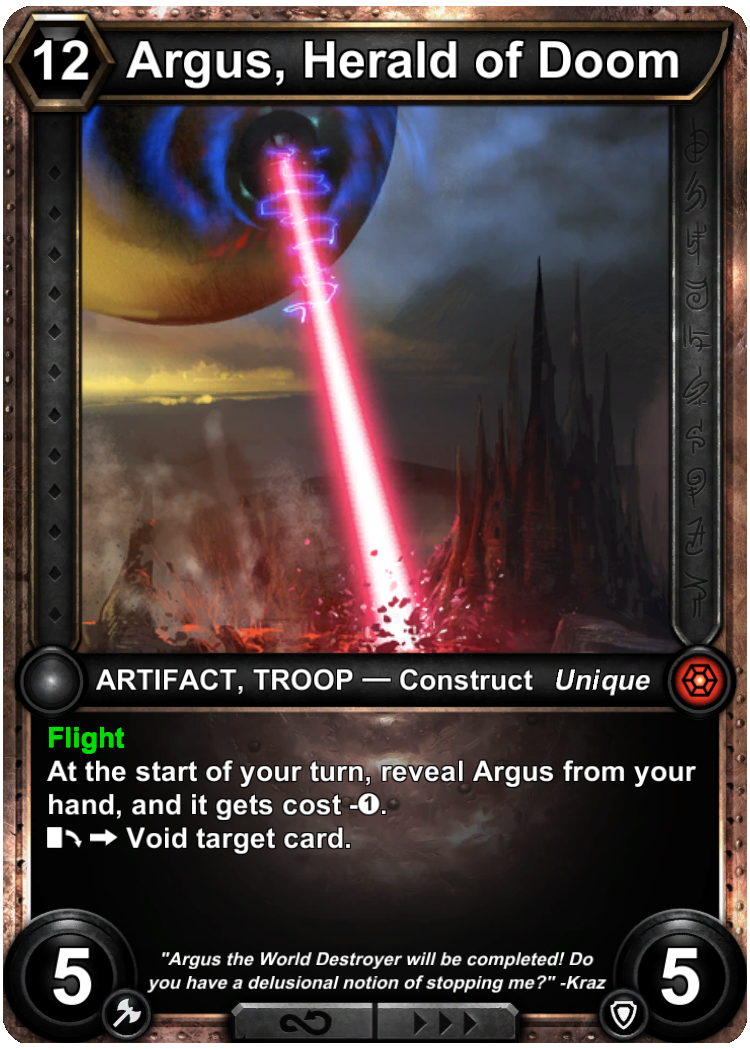 12 Argus, Herald of Doom
ARTIFACT, TROOP — Construct Unique
Flight
At the start of your turn, reveal Argus from your
hand, and it gets cost -1.
Void target card.
"Argus the World Destroyer will be completed! Do
you have a delusional notion of stopping me?" -Kraz
5 5